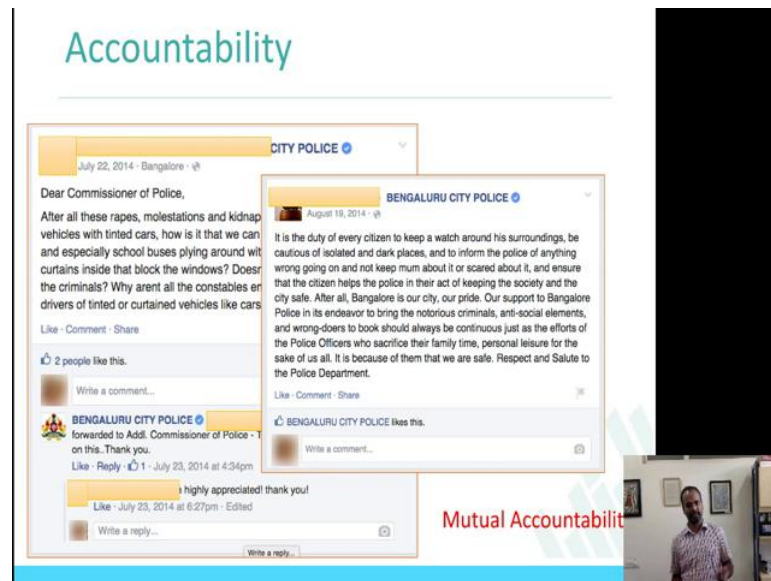 Accountability
CITY POLICE
July 22, 2014 · Bangalore ·
Dear Commissioner of Police,
After all these rapes, molestations and kidnap
vehicles with tinted cars, how is it that we can
and especially school buses plying around wit
curtains inside that block the windows? Doesn
the criminals? Why arent all the constables en
drivers of tinted or curtained vehicles like cars
Like · Comment · Share
2 people like this.
Write a comment...
BENGALURU CITY POLICE
forwarded to Addl. Commissioner of Police - T
on this..Thank you.
Like · Reply · 1 · July 23, 2014 at 4:34pm
highly appreciated! thank you!
Like · July 23, 2014 at 6:27pm · Edited
Write a reply...
Write a reply...
BENGALURU CITY POLICE
August 19, 2014 ·
It is the duty of every citizen to keep a watch around his surroundings, be
cautious of isolated and dark places, and to inform the police of anything
wrong going on and not keep mum about it or scared about it, and ensure
that the citizen helps the police in their act of keeping the society and the
city safe. After all, Bangalore is our city, our pride. Our support to Bangalore
Police in its endeavor to bring the notorious criminals, anti-social elements,
and wrong-doers to book should always be continuous just as the efforts of
the Police Officers who sacrifice their family time, personal leisure for the
sake of us all. It is because of them that we are safe. Respect and Salute to
the Police Department.
Like · Comment · Share
BENGALURU CITY POLICE likes this.
Write a comment...
Mutual Accountabilit